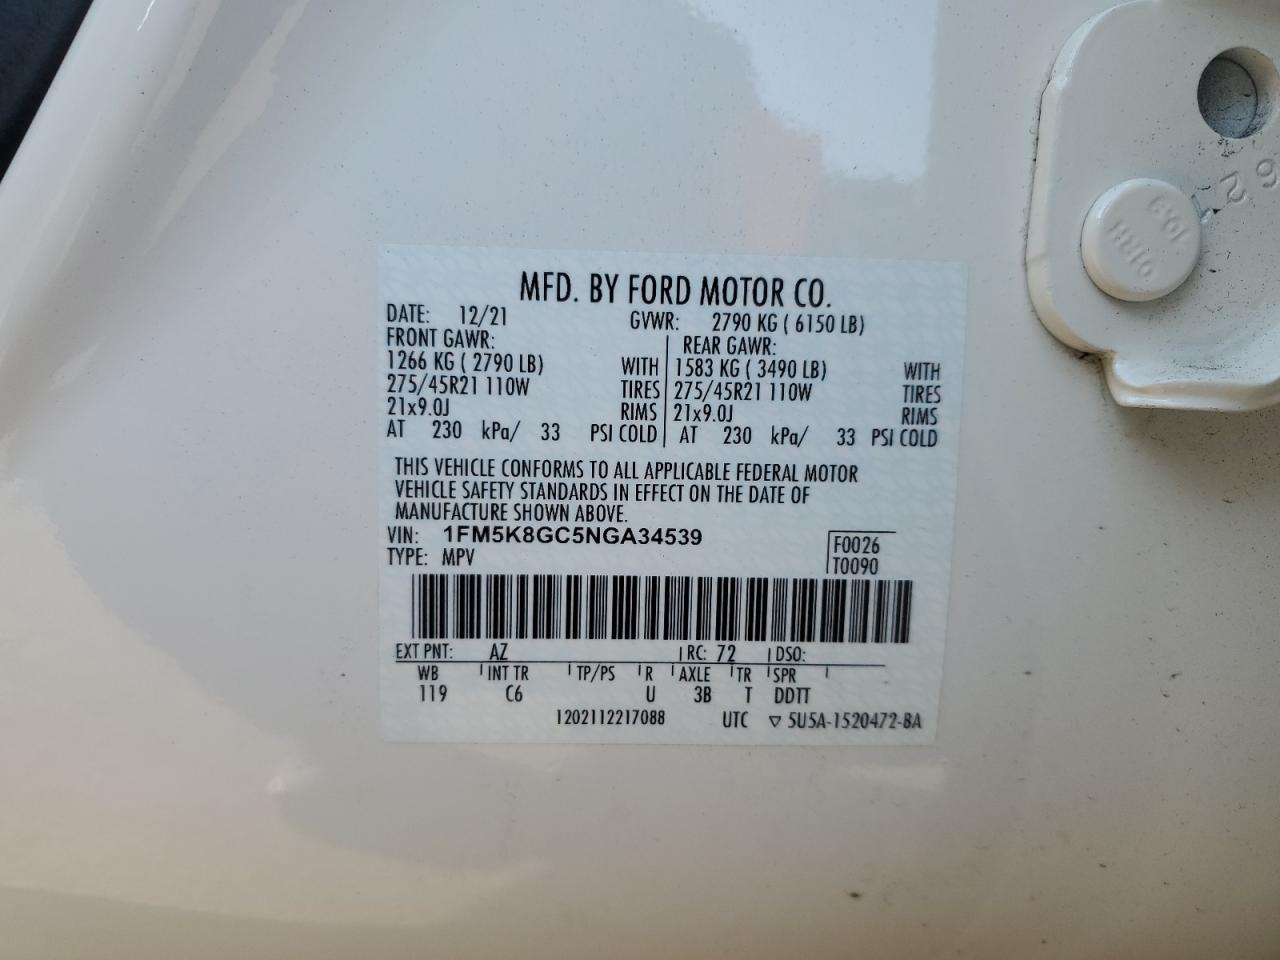 MFD. BY FORD MOTOR CO.
DATE: 12/21 GVWR: 2790 KG ( 6150 LB)
FRONT GAWR: REAR GAWR:
1266 KG ( 2790 LB) WITH 1583 KG ( 3490 LB) WITH
275/45R21 110W TIRES 275/45R21 110W TIRES
21x9.0J RIMS 21x9.0J RIMS
AT 230 kPa/ 33 PSI COLD AT 230 kPa/ 33 PSI COLD
THIS VEHICLE CONFORMS TO ALL APPLICABLE FEDERAL MOTOR
VEHICLE SAFETY STANDARDS IN EFFECT ON THE DATE OF
MANUFACTURE SHOWN ABOVE.
VIN: 1FM5K8GC5NGA34539 F0026
TYPE: MPV T0090
EXT PNT: AZ RC: 72 DSO:
WB INT TR TP/PS R AXLE TR SPR
119 C6 U 3B T DDTT
1202112217088 UTC ▽ 5U5A-1520472-BA